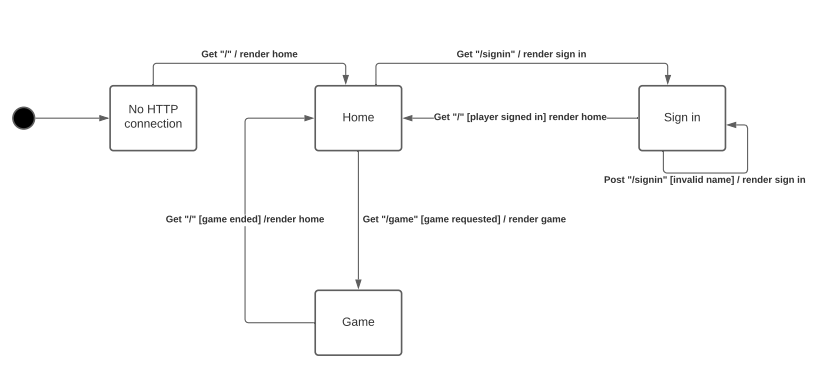 Get "/" / render home
Get "/signin" / render sign in
No HTTP
connection
Home
Get "/" [player signed in] render home
Sign in
Post "/signin" [invalid name] / render sign in
Get "/" [game ended] /render home
Get "/game" [game requested] / render game
Game